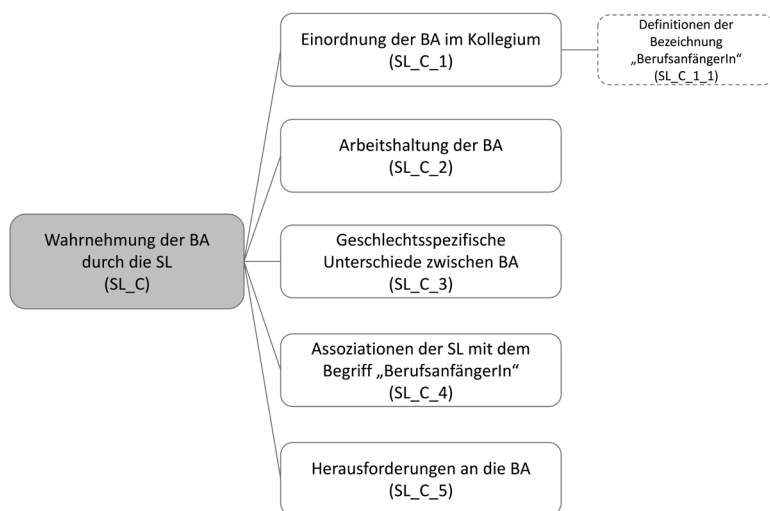 Einordnung der BA im Kollegium
(SL_C_1)
Definitionen der
Bezeichnung
„BerufsanfängerIn“
(SL_C_1_1)
Arbeitshaltung der BA
(SL_C_2)
Wahrnehmung der BA
durch die SL
(SL_C)
Geschlechtsspezifische
Unterschiede zwischen BA
(SL_C_3)
Assoziationen der SL mit dem
Begriff „BerufsanfängerIn“
(SL_C_4)
Herausforderungen an die BA
(SL_C_5)